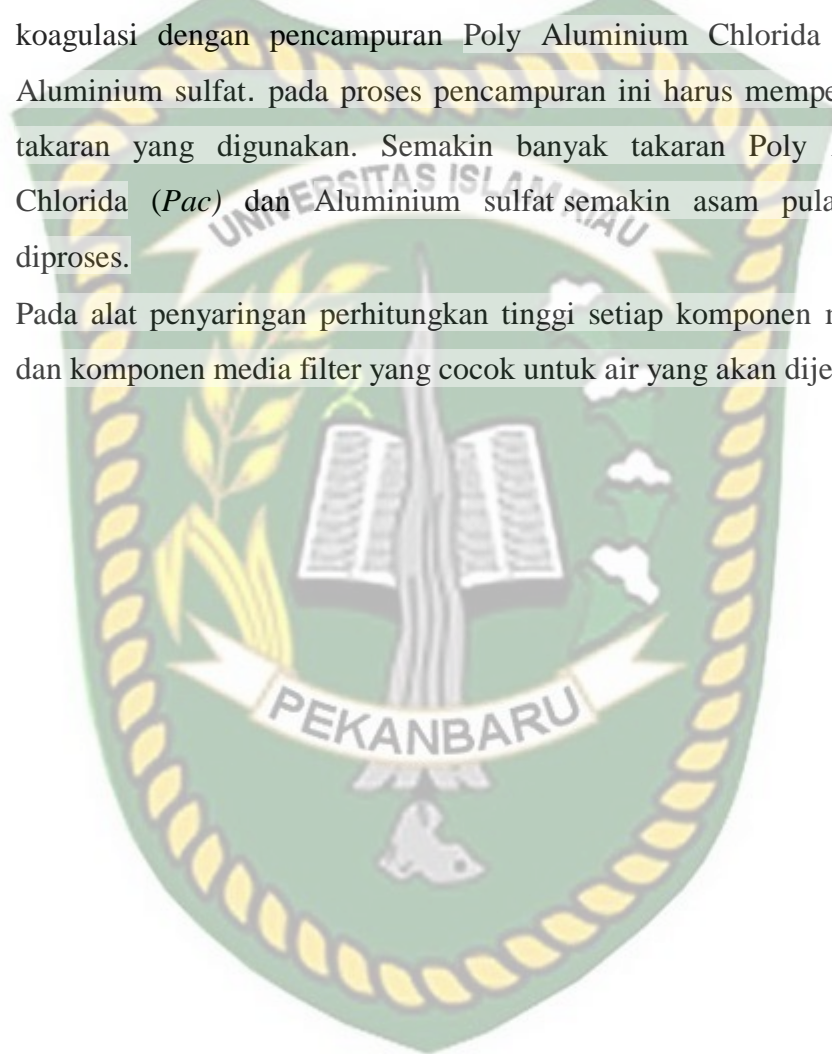 koagulasi dengan pencampuran Poly Aluminium Chlorida
Aluminium sulfat. pada proses pencampuran ini harus mempe
takaran yang digunakan. Semakin banyak takaran Poly
Chlorida (Pac) dan Aluminium sulfat semakin asam pula
diproses.
Pada alat penyaringan perhitungkan tinggi setiap komponen
dan komponen media filter yang cocok untuk air yang akan dije
UNIVERSITAS ISLAM RIAU
PEKANBARU